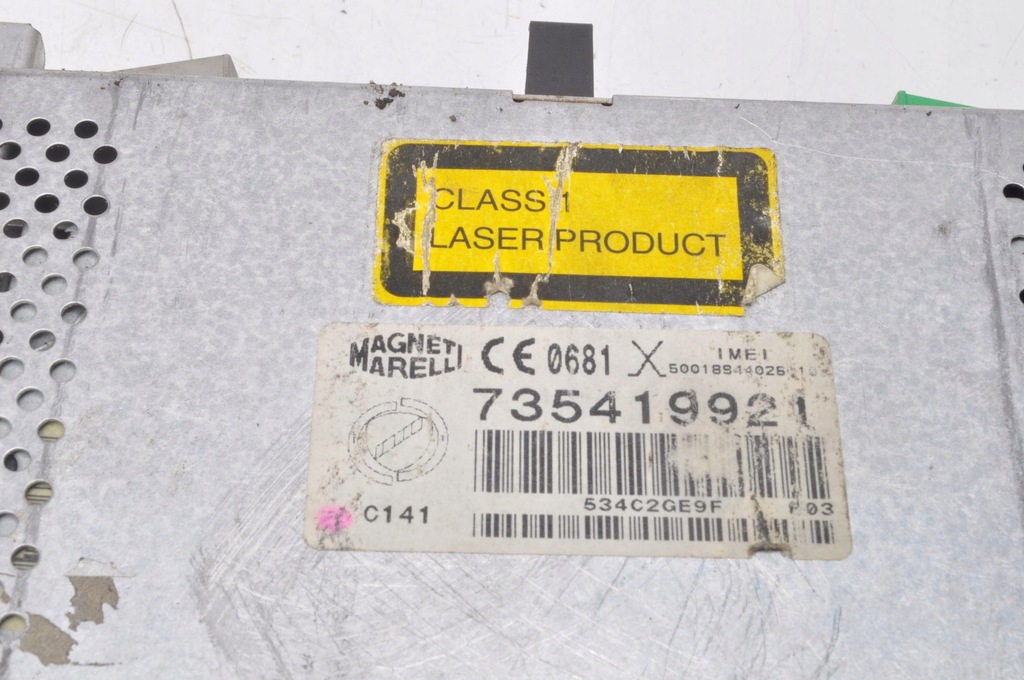 CLASS 1
LASER PRODUCT
MAGNETI
MARELLI
CE 0681
IMEI
735419921
534C2GE9F
C141